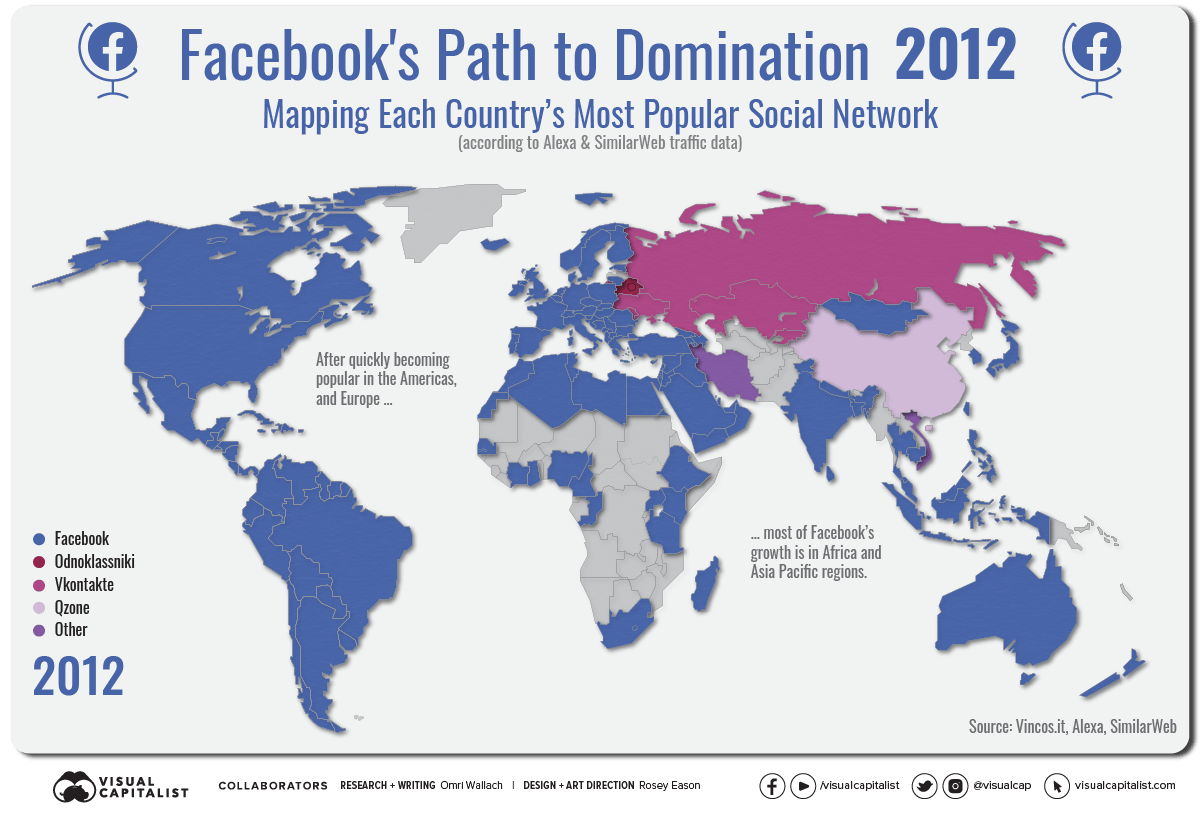 Facebook's Path to Domination 2012
Mapping Each Country's Most Popular Social Network
(according to Alexa & SimilarWeb traffic data)
After quickly becoming
popular in the Americas,
and Europe ...
... most of Facebook's
growth is in Africa and
Asia Pacific regions.
Facebook
Odnoklassniki
Vkontakte
Qzone
Other
2012
Source: Vincos.it, Alexa, SimilarWeb
VISUAL
CAPITALIST
COLLABORATORS RESEARCH + WRITING Omri Wallach | DESIGN + ART DIRECTION Rosey Eason
/visualcapitalist @visualcap visualcapitalist.com